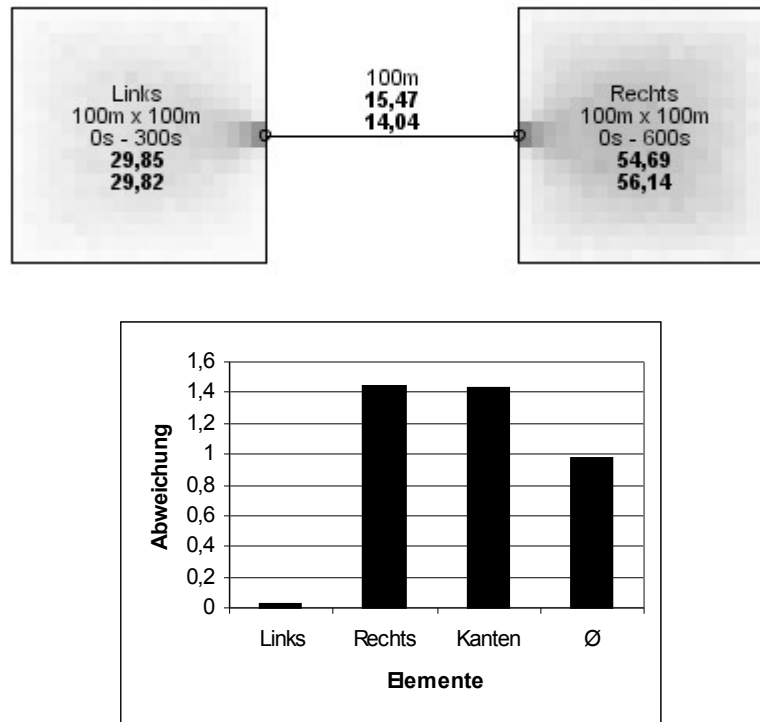 Links
100m x 100m
0s - 300s
29,85
29,82
100m
15,47
14,04
Rechts
100m x 100m
0s - 600s
54,69
56,14
Abweichung
1,6
1,4
1,2
1
0,8
0,6
0,4
0,2
0
Links Rechts Kanten Ø
Elemente